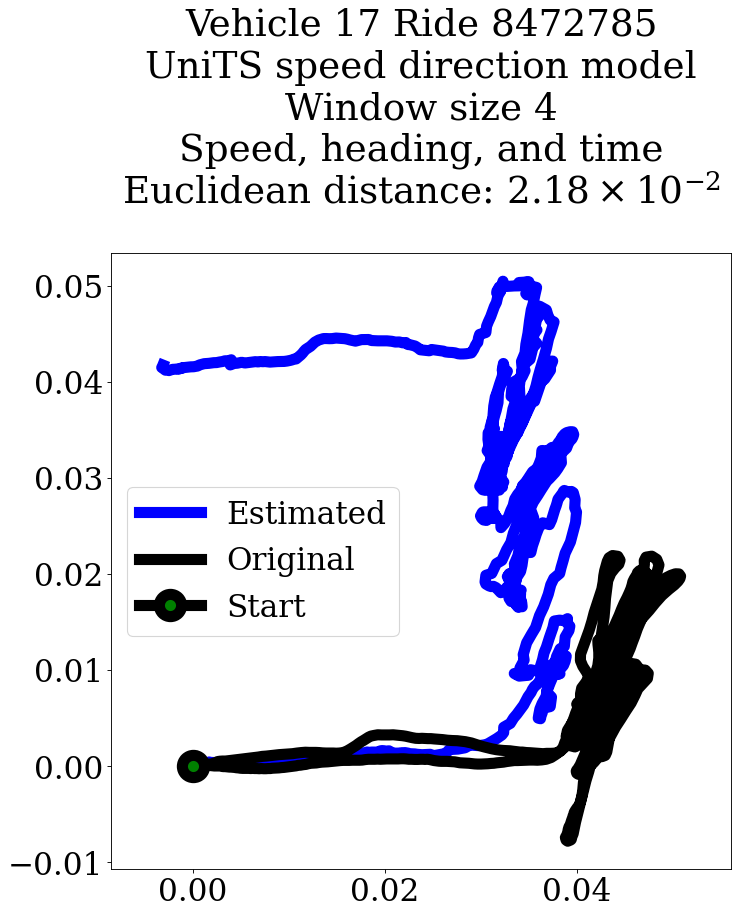 Vehicle 17 Ride 8472785
UniTS speed direction model
Window size 4
Speed, heading, and time
Euclidean distance: 2.18 × 10⁻²
0.05
0.04
0.03
0.02
0.01
0.00
−0.01
Estimated
Original
Start
0.00 0.02 0.04